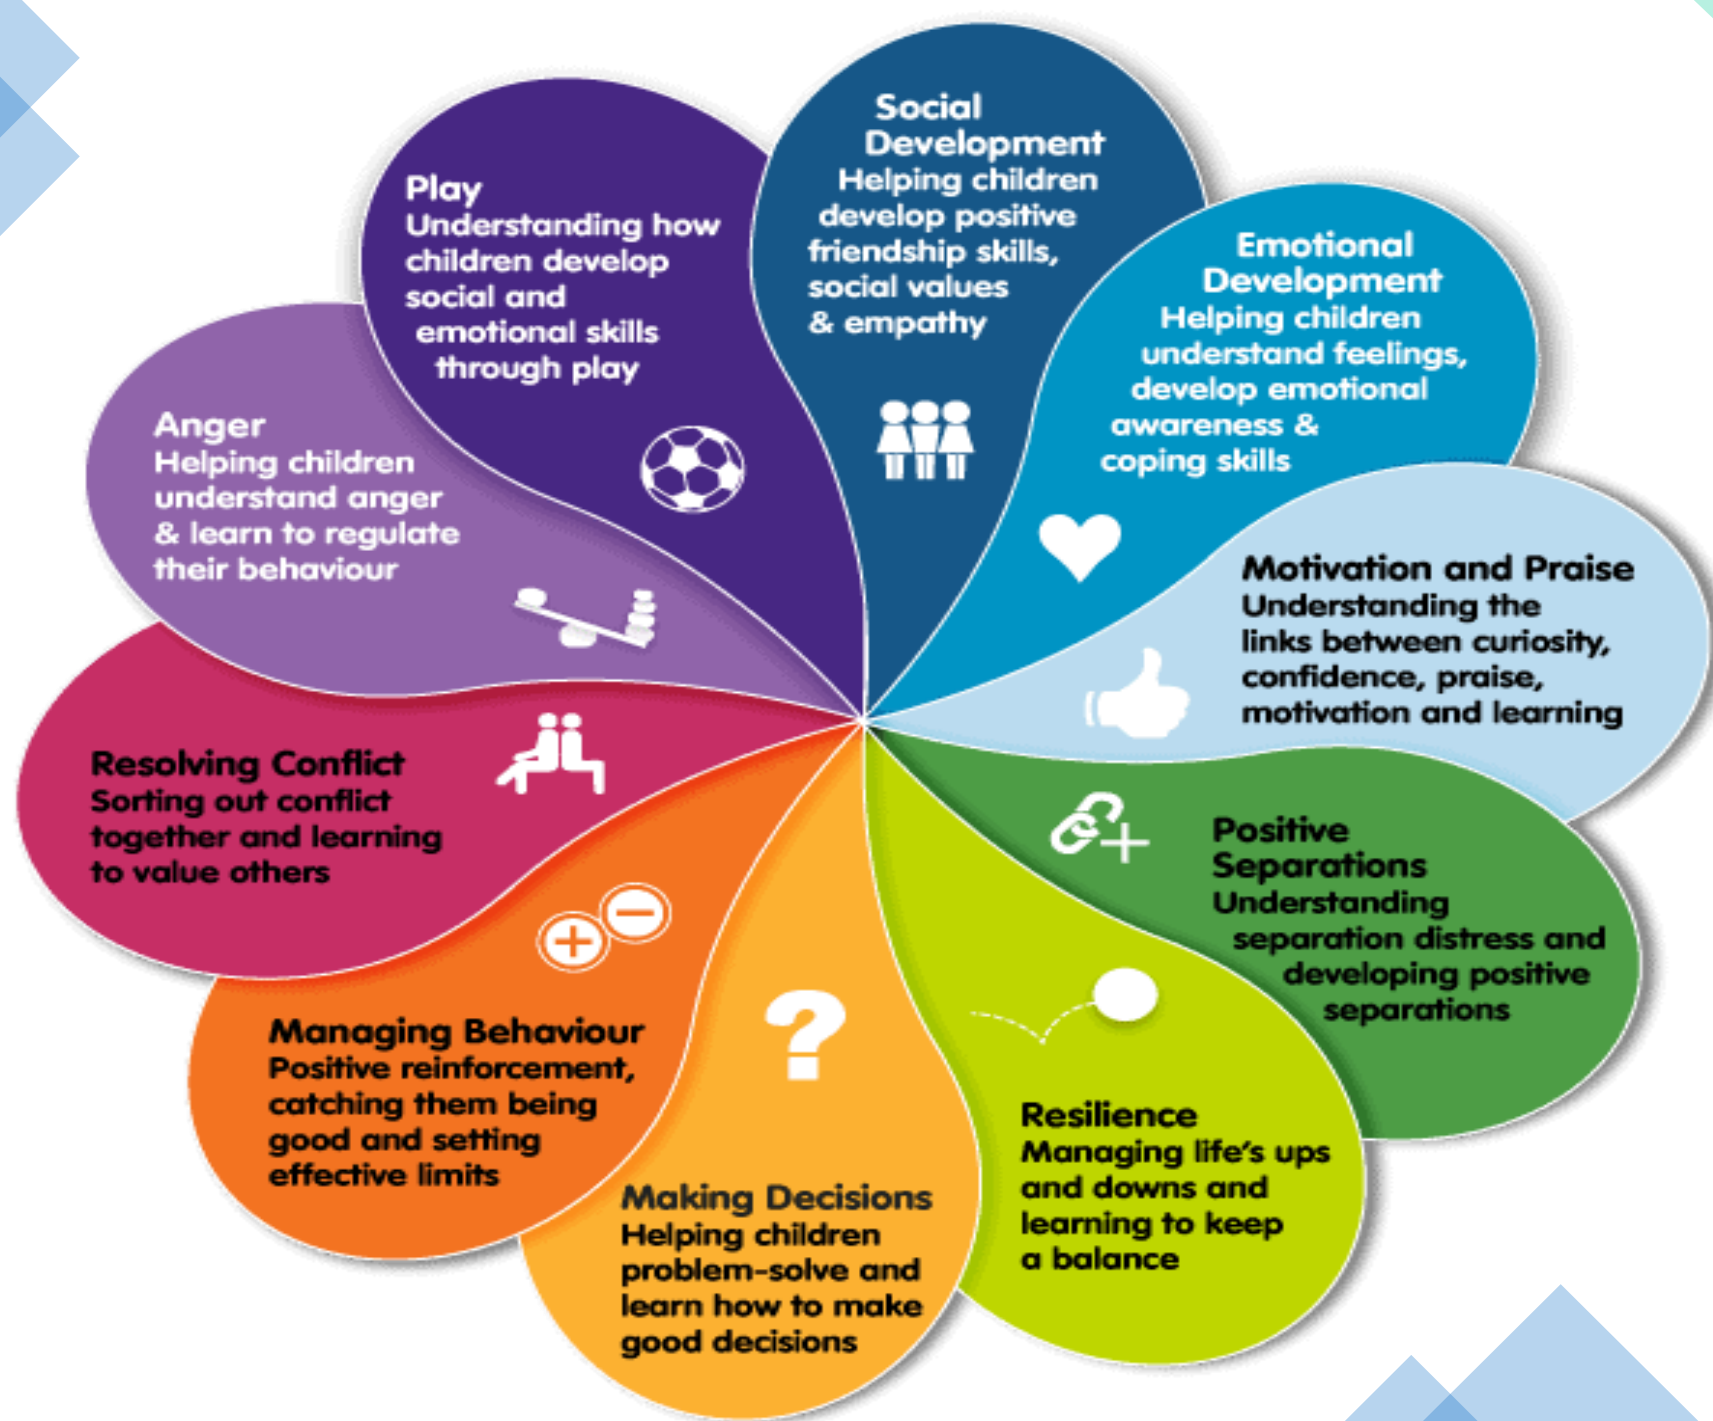 Social
Development
Helping children
develop positive
friendship skills,
social values
& empathy
Emotional
Development
Helping children
understand feelings,
develop emotional
awareness &
coping skills
Motivation and Praise
Understanding the
links between curiosity,
confidence, praise,
motivation and learning
Positive
Separations
Understanding
separation distress and
developing positive
separations
Resilience
Managing life's ups
and downs and
learning to keep
a balance
Making Decisions
Helping children
problem-solve and
learn how to make
good decisions
Managing Behaviour
Positive reinforcement,
catching them being
good and setting
effective limits
Resolving Conflict
Sorting out conflict
together and learning
to value others
Anger
Helping children
understand anger
& learn to regulate
their behaviour
Play
Understanding how
children develop
social and
emotional skills
through play